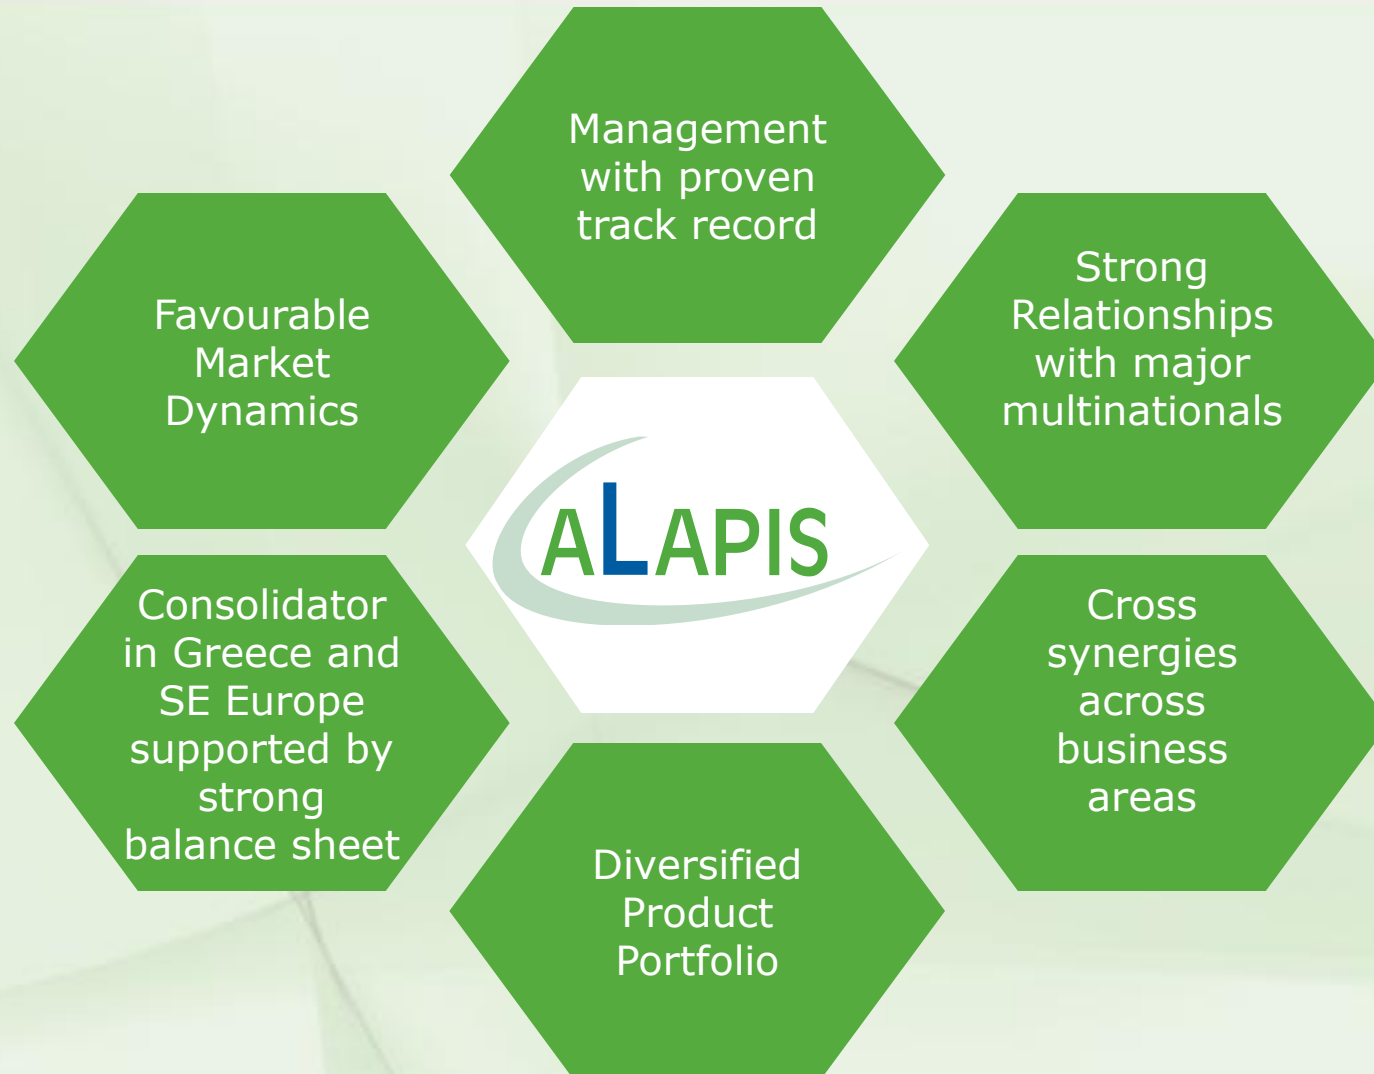 Management
with proven
track record
Favourable
Market
Dynamics
Strong
Relationships
with major
multinationals
ALAPIS
Consolidator
in Greece and
SE Europe
supported by
strong
balance sheet
Cross
synergies
across
business
areas
Diversified
Product
Portfolio